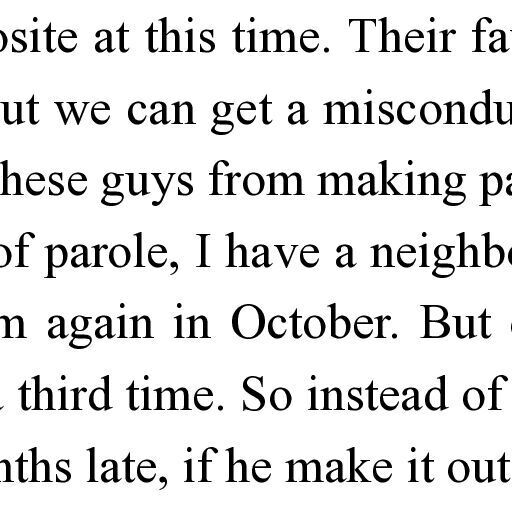 osite at this time. Their fa
ut we can get a miscondu
hese guys from making pa
of parole, I have a neighb
m again in October. But
third time. So instead of
nths late, if he make it out